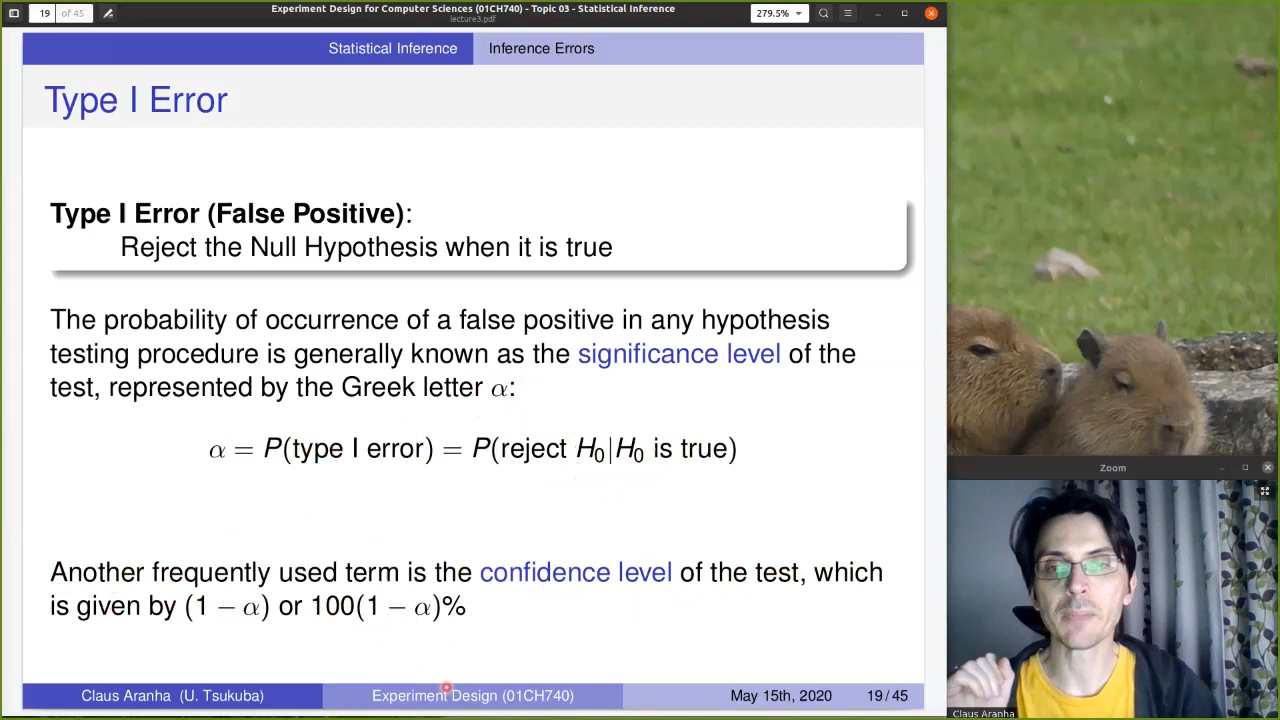 19 of 45
Experiment Design for Computer Sciences (01CH740) - Topic 03 - Statistical Inference
lecture3.pdf
279.5%
Statistical Inference
Inference Errors
Type I Error
Type I Error (False Positive):
Reject the Null Hypothesis when it is true
The probability of occurrence of a false positive in any hypothesis
testing procedure is generally known as the significance level of the
test, represented by the Greek letter α:
α = P(type I error) = P(reject H₀|H₀ is true)
Another frequently used term is the confidence level of the test, which
is given by (1 − α) or 100(1 − α)%
Claus Aranha (U. Tsukuba)
Experiment Design (01CH740)
May 15th, 2020
19 / 45
Zoom
Claus Aranha